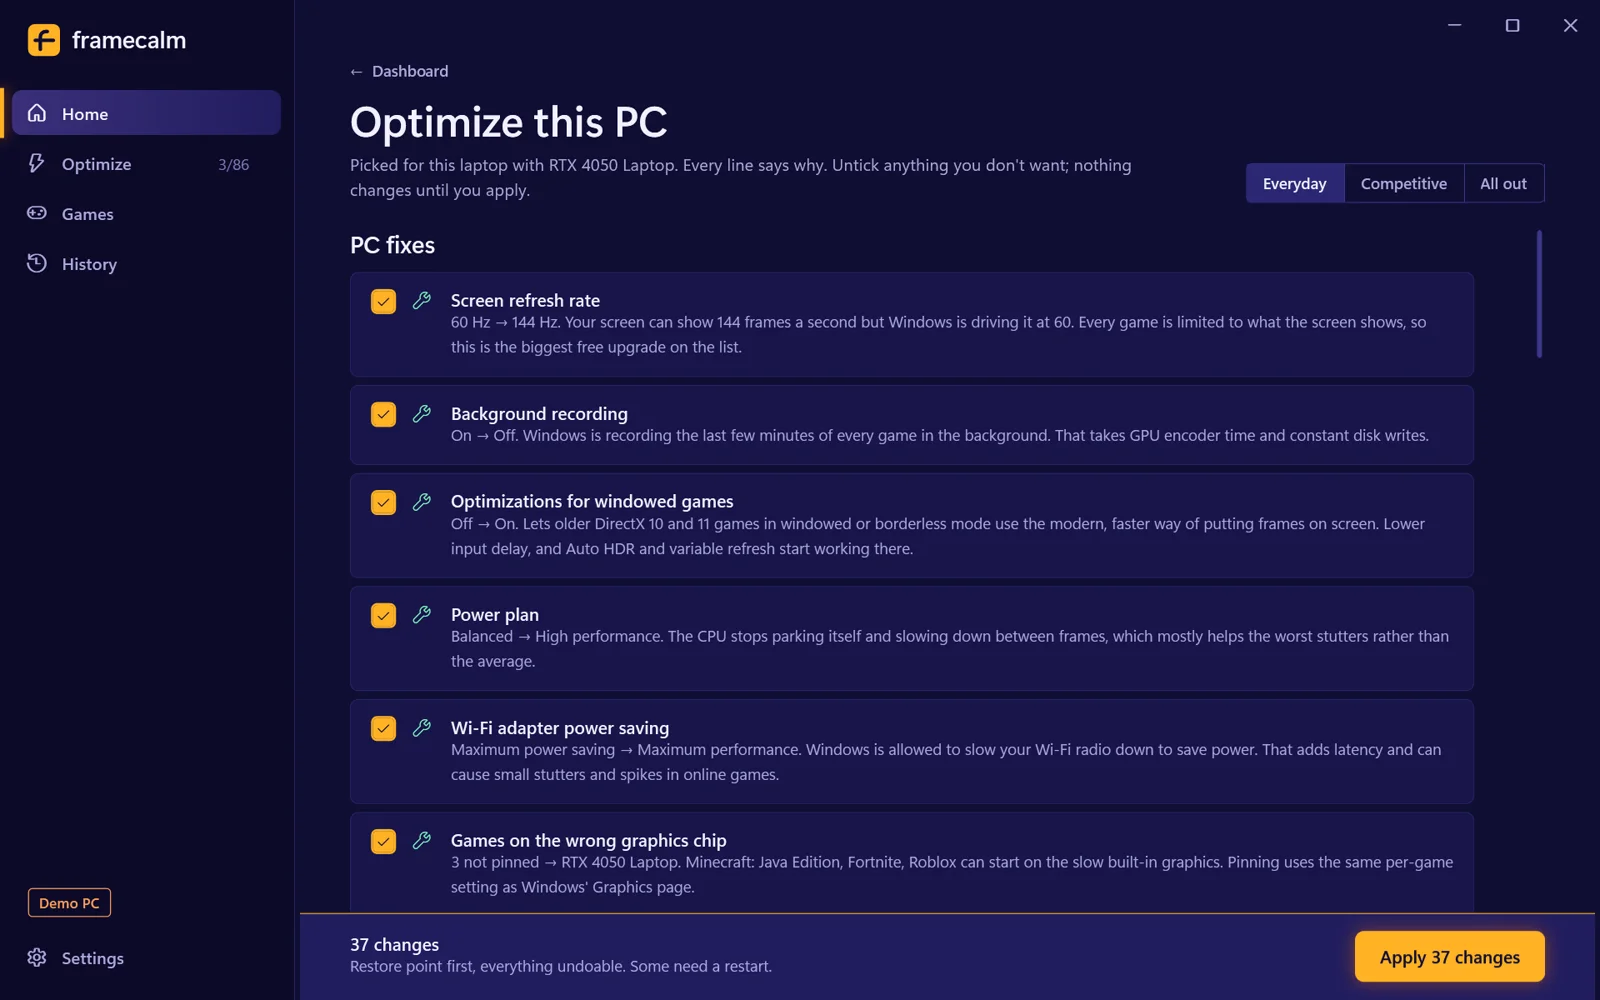 framecalm
Home
Optimize 3/86
Games
History
Demo PC
Settings
← Dashboard
Optimize this PC
Picked for this laptop with RTX 4050 Laptop. Every line says why. Untick anything you don't want; nothing
changes until you apply.
Everyday Competitive All out
PC fixes
Screen refresh rate
60 Hz → 144 Hz. Your screen can show 144 frames a second but Windows is driving it at 60. Every game is limited to what the screen shows, so
this is the biggest free upgrade on the list.
Background recording
On → Off. Windows is recording the last few minutes of every game in the background. That takes GPU encoder time and constant disk writes.
Optimizations for windowed games
Off → On. Lets older DirectX 10 and 11 games in windowed or borderless mode use the modern, faster way of putting frames on screen. Lower
input delay, and Auto HDR and variable refresh start working there.
Power plan
Balanced → High performance. The CPU stops parking itself and slowing down between frames, which mostly helps the worst stutters rather than
the average.
Wi-Fi adapter power saving
Maximum power saving → Maximum performance. Windows is allowed to slow your Wi-Fi radio down to save power. That adds latency and can
cause small stutters and spikes in online games.
Games on the wrong graphics chip
3 not pinned → RTX 4050 Laptop. Minecraft: Java Edition, Fortnite, Roblox can start on the slow built-in graphics. Pinning uses the same per-game
setting as Windows' Graphics page.
37 changes
Restore point first, everything undoable. Some need a restart.
Apply 37 changes